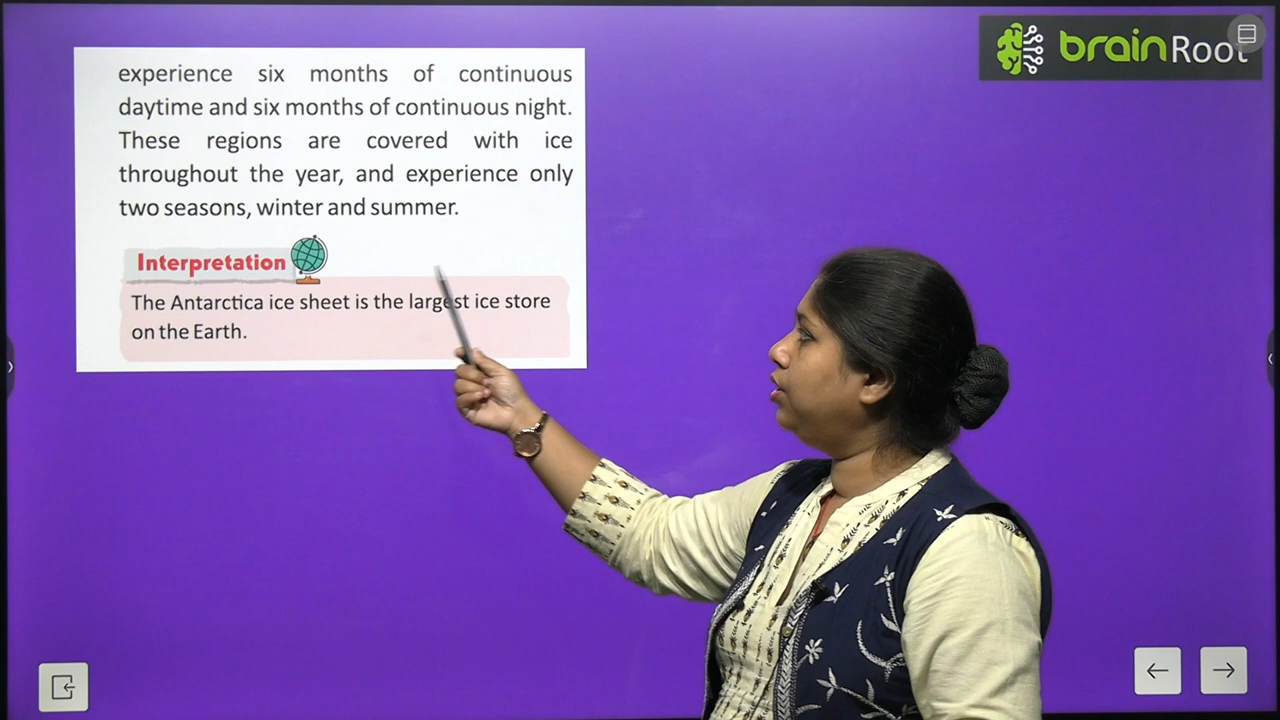 brainRoot
experience six months of continuous
daytime and six months of continuous night.
These regions are covered with ice
throughout the year, and experience only
two seasons, winter and summer.
Interpretation
The Antarctica ice sheet is the largest ice store
on the Earth.